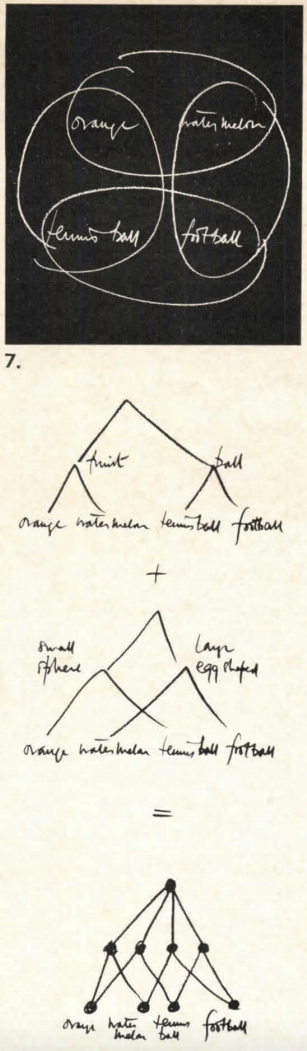 orange watermelon
tennis ball football
7.
fruit ball
orange watermelon tennis ball football
+
small Large
sphere egg shaped
orange watermelon tennis ball football
=
orange water tennis football
melon ball